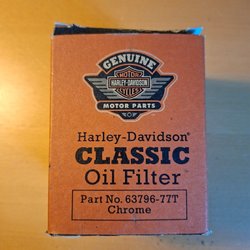 GENUINE
MOTOR
HARLEY-DAVIDSON
CYCLES
MOTOR PARTS
Harley-Davidson®
CLASSIC
Oil Filter
Part No. 63796-77T
Chrome